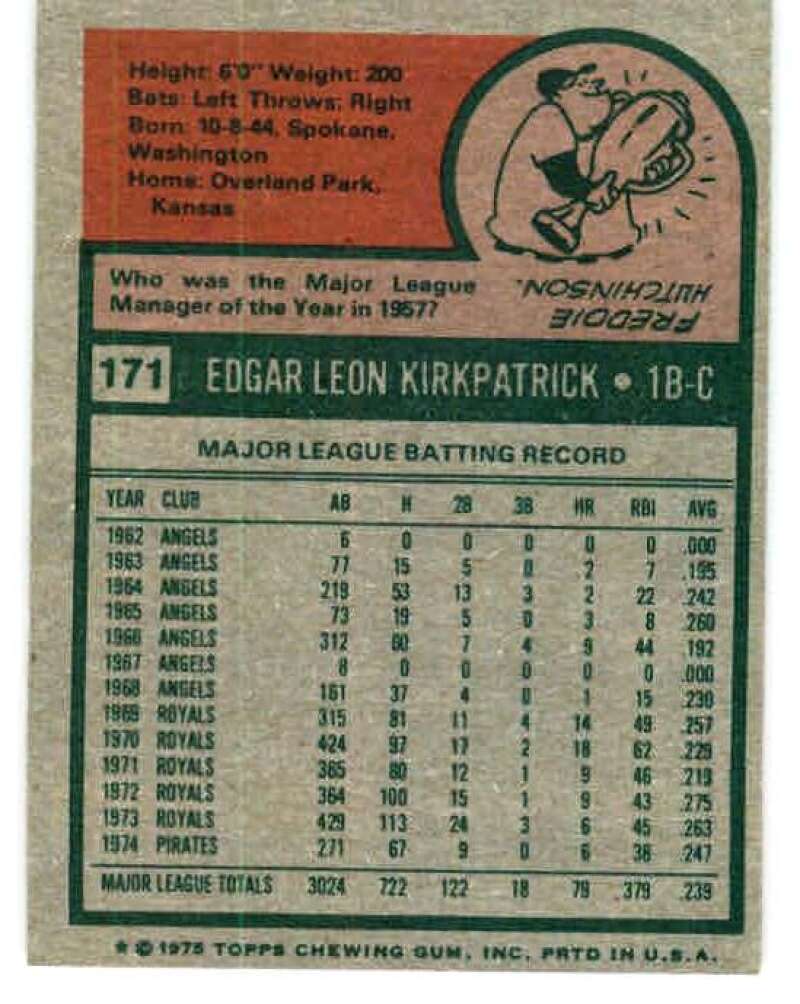 Height: 6'0" Weight: 200
Bats: Left Throws: Right
Born: 10-8-44, Spokane,
Washington
Home: Overland Park,
Kansas
Who was the Major League
Manager of the Year in 1957?
FREDDIE
HUTCHINSON.
171 EDGAR LEON KIRKPATRICK • 1B-C
MAJOR LEAGUE BATTING RECORD
YEAR CLUB AB H 2B 3B HR RBI AVG
1962 ANGELS 6 0 0 0 0 0 .000
1963 ANGELS 77 15 5 0 2 7 .195
1964 ANGELS 219 53 13 3 2 22 .242
1965 ANGELS 73 19 5 0 3 8 .260
1966 ANGELS 312 60 7 4 9 44 .192
1967 ANGELS 8 0 0 0 0 0 .000
1968 ANGELS 161 37 4 0 1 15 .230
1969 ROYALS 315 81 11 4 14 49 .257
1970 ROYALS 424 97 17 2 18 62 .229
1971 ROYALS 365 80 12 1 9 46 .219
1972 ROYALS 364 100 15 1 9 43 .275
1973 ROYALS 429 113 24 3 6 45 .263
1974 PIRATES 271 67 9 0 6 38 .247
MAJOR LEAGUE TOTALS 3024 722 122 18 79 379 .239
* © 1975 TOPPS CHEWING GUM, INC. PRTD IN U.S.A.